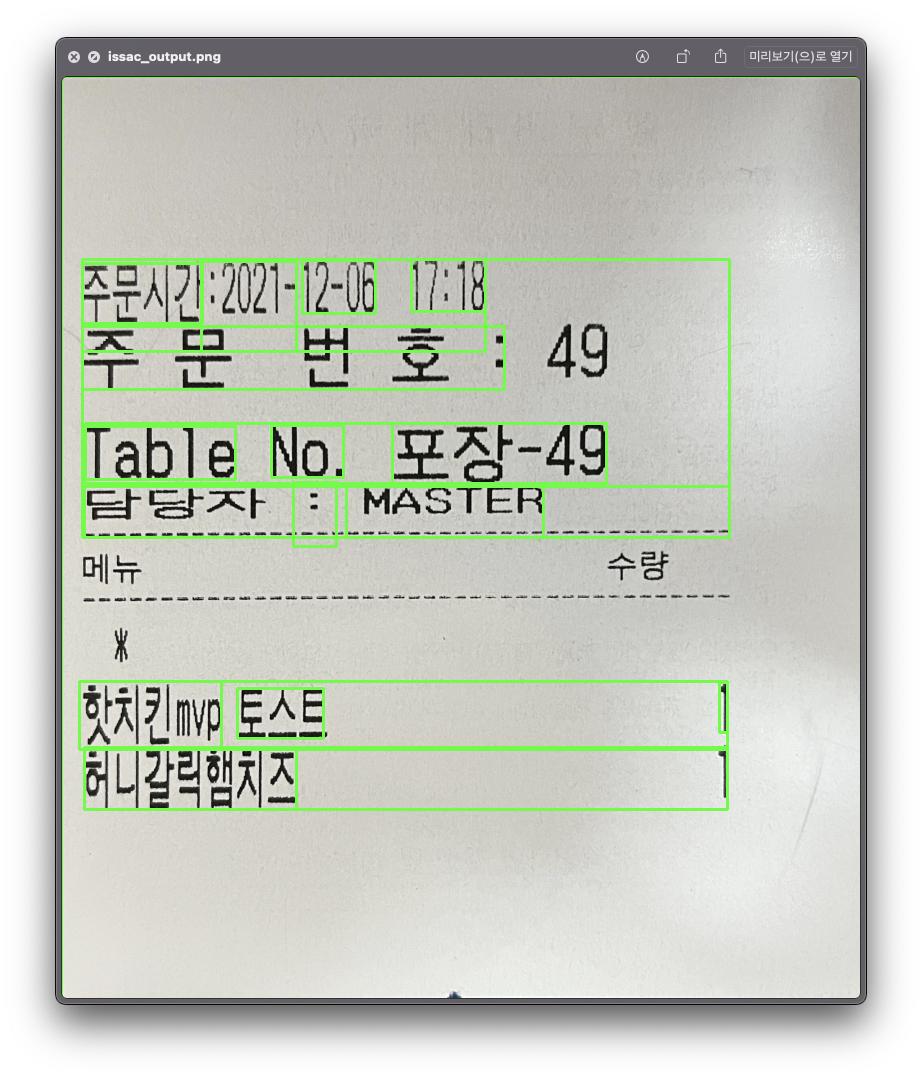 issac_output.png
미리보기(으)로 열기
주문시간:2021-12-06 17:18
주 문 번 호 : 49
Table No. 포장-49
담당자 : MASTER
메뉴 수량
*
핫치킨mvp 토스트 1
허니갈릭햄치즈 1